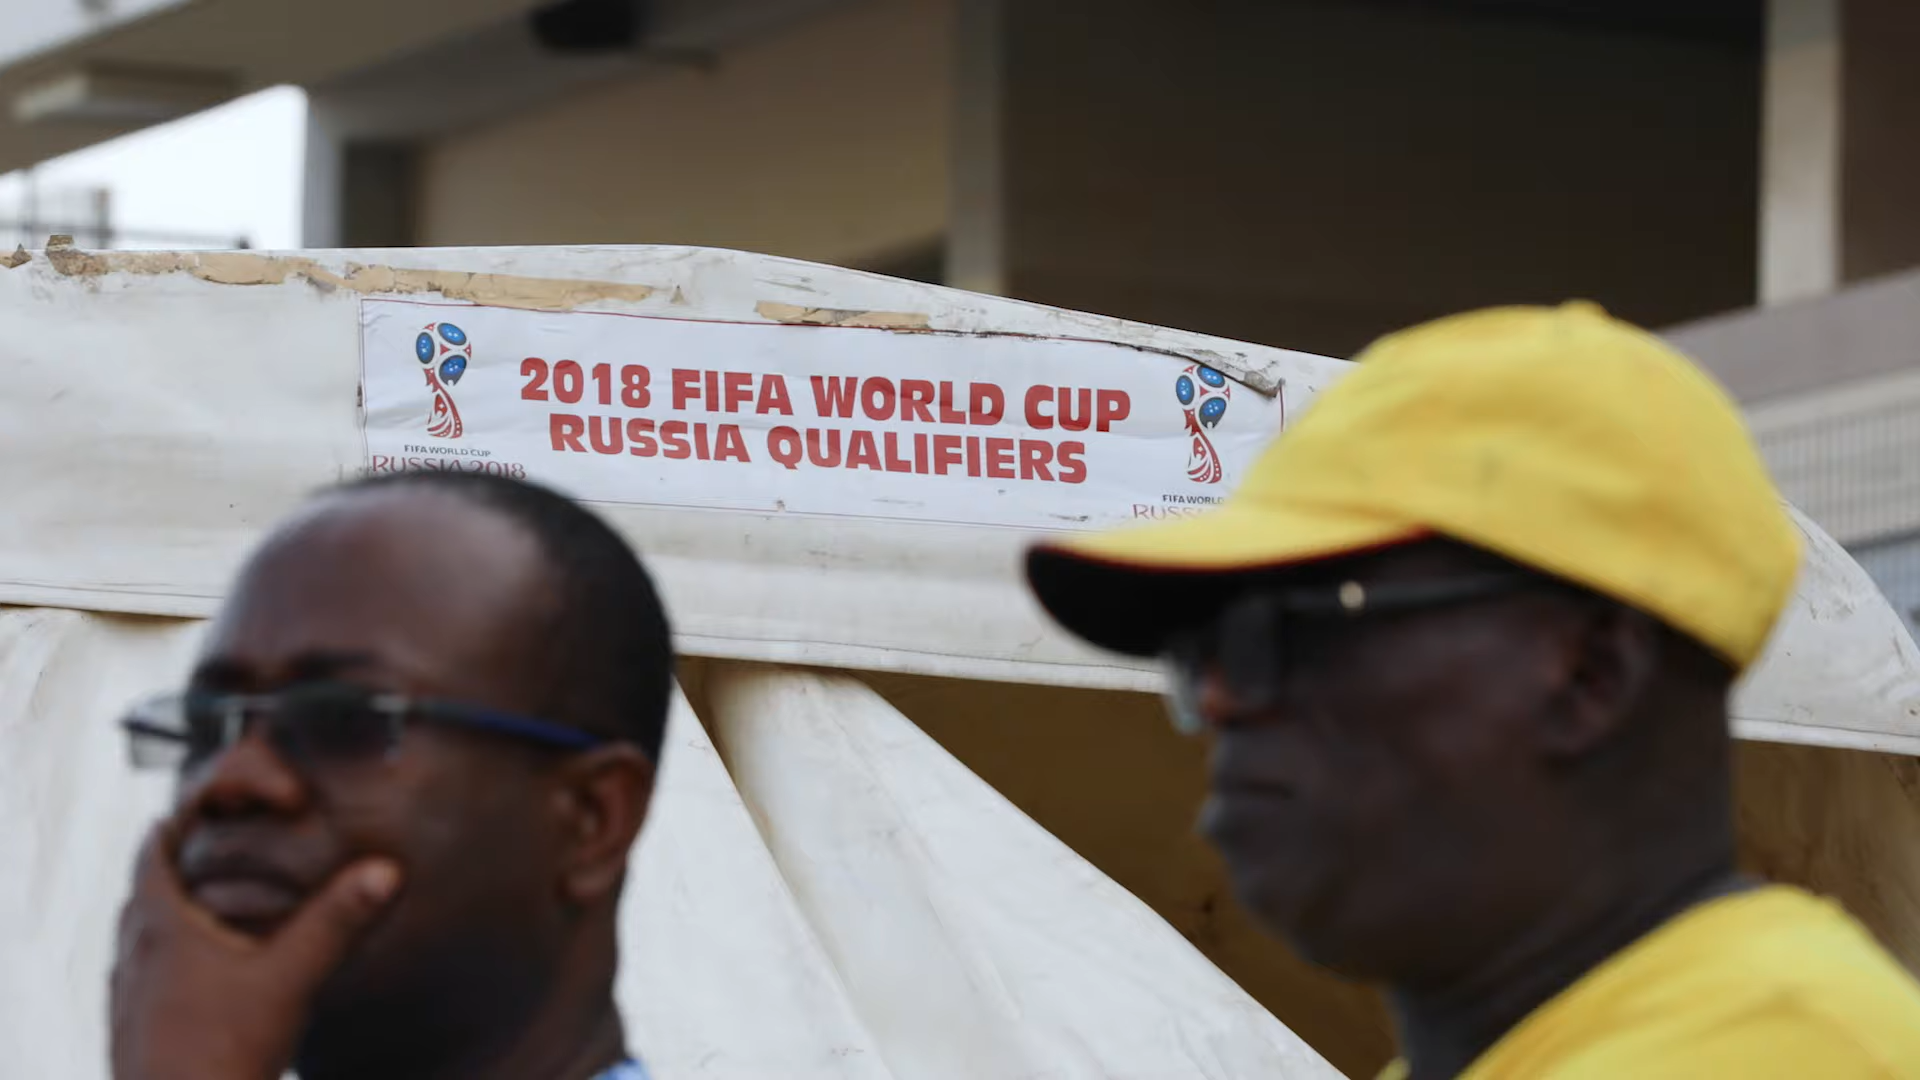 2018 FIFA WORLD CUP
RUSSIA QUALIFIERS
FIFA WORLD CUP
RUSSIA 2018
FIFA WORLD